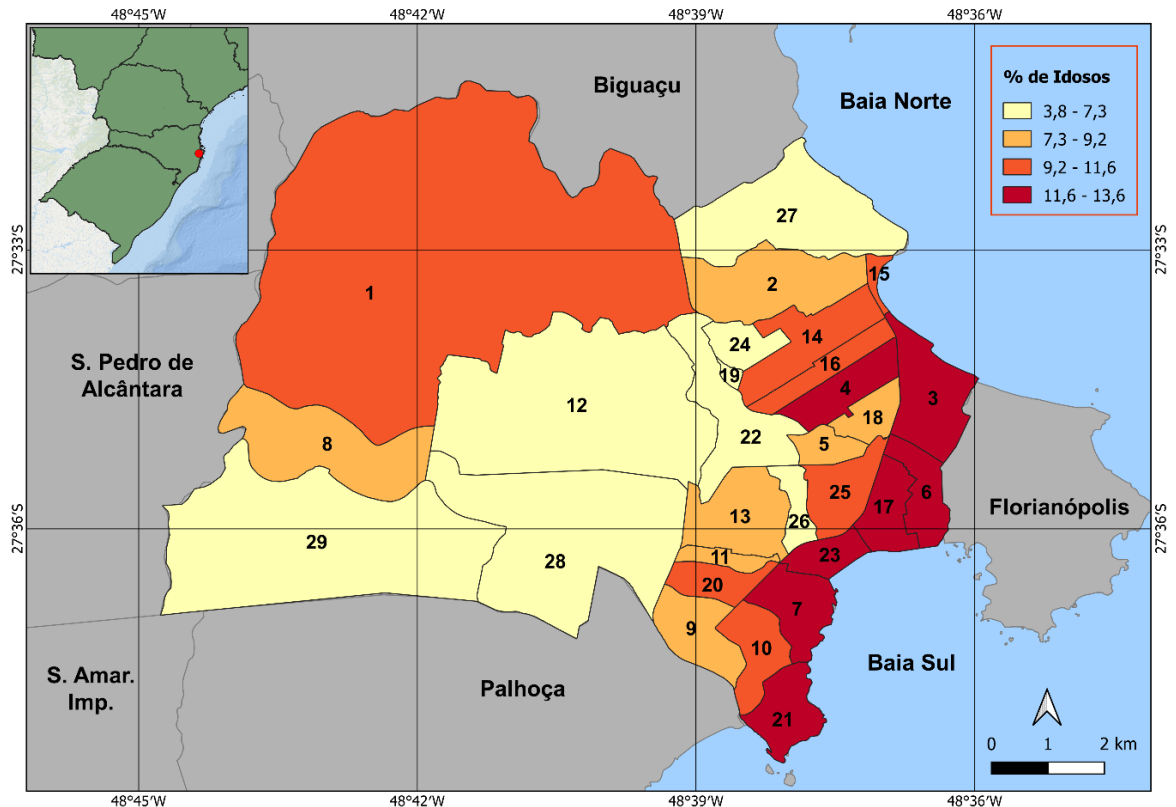 48°45'W 48°42'W 48°39'W 48°36'W
% de Idosos
3,8 - 7,3
7,3 - 9,2
9,2 - 11,6
11,6 - 13,6
Biguaçu
Baia Norte
27
27°33'S 27°33'S
15
2
1
14
24
16
19
S. Pedro de
Alcântara
4
3
12
18
22
5
8
25
17
6
13
26
Florianópolis
27°36'S 27°36'S
29
23
11
28
20
7
9
10
Baia Sul
S. Amar.
Imp.
Palhoça
21
0 1 2 km
48°45'W 48°42'W 48°39'W 48°36'W